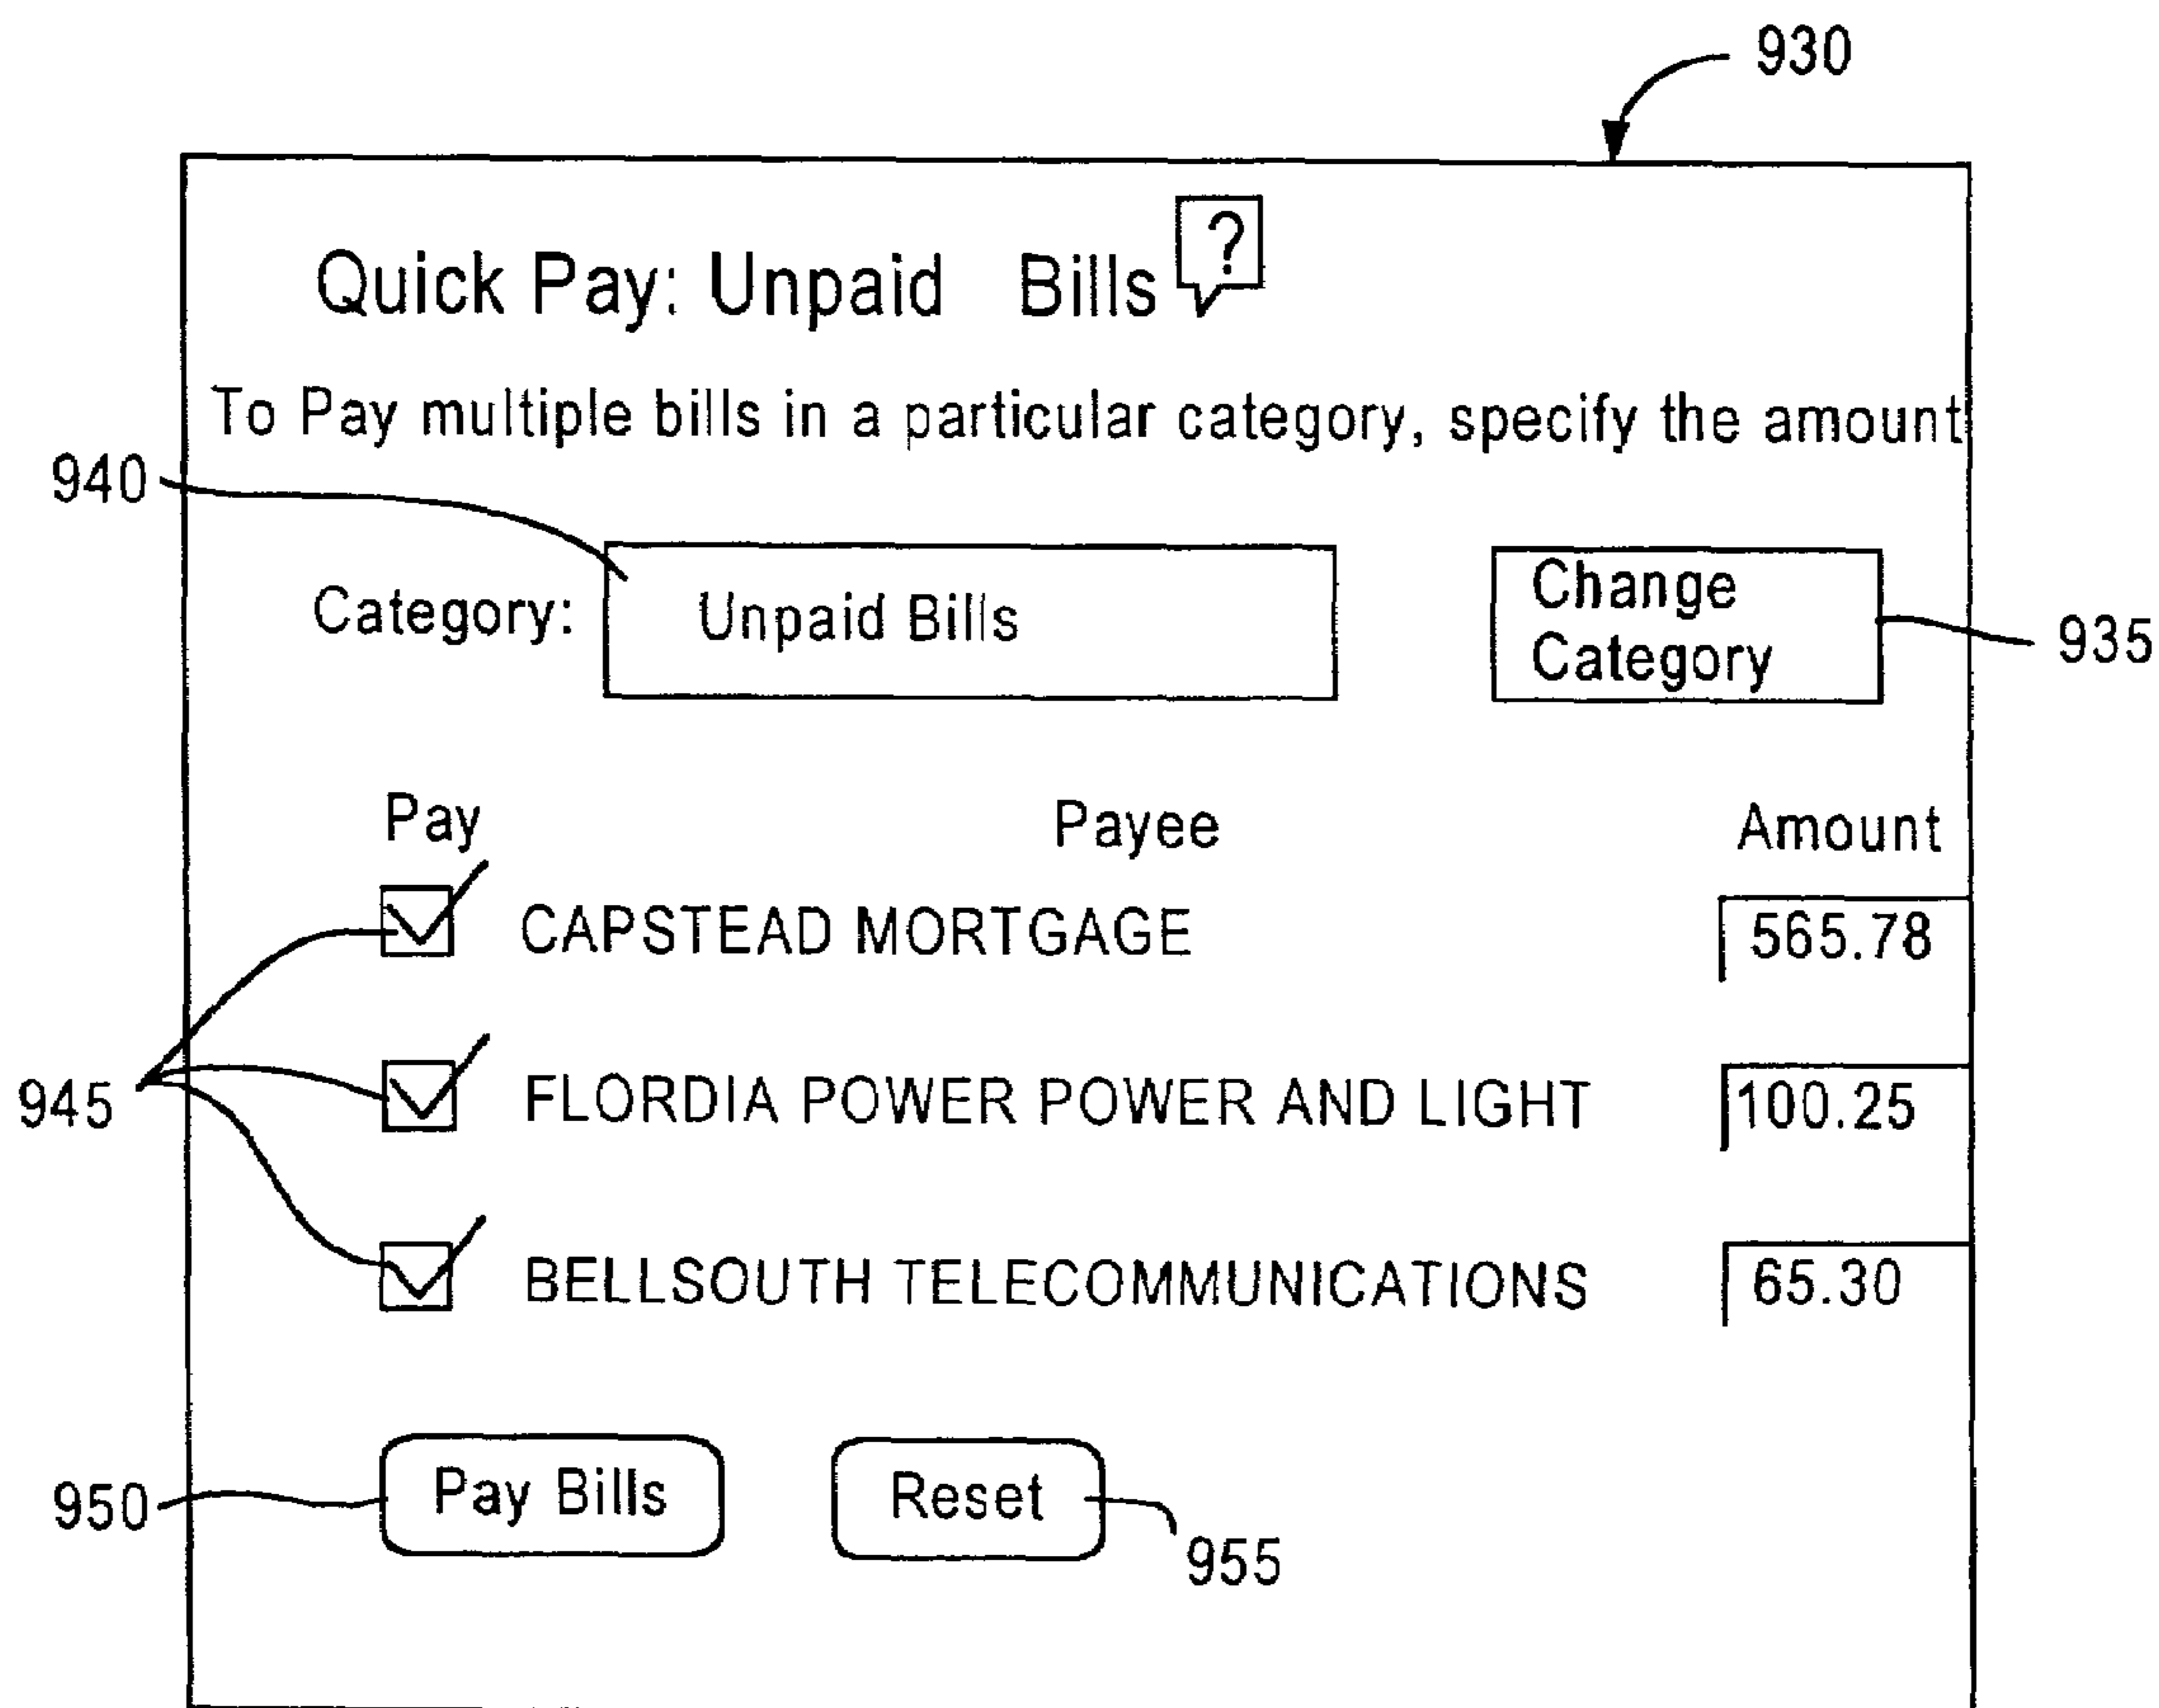 930
Quick Pay: Unpaid Bills ?
To Pay multiple bills in a particular category, specify the amount
940
Category: Unpaid Bills
Change
Category
935
Pay Payee Amount
CAPSTEAD MORTGAGE 565.78
945 FLORDIA POWER POWER AND LIGHT 100.25
BELLSOUTH TELECOMMUNICATIONS 65.30
950 Pay Bills Reset
955